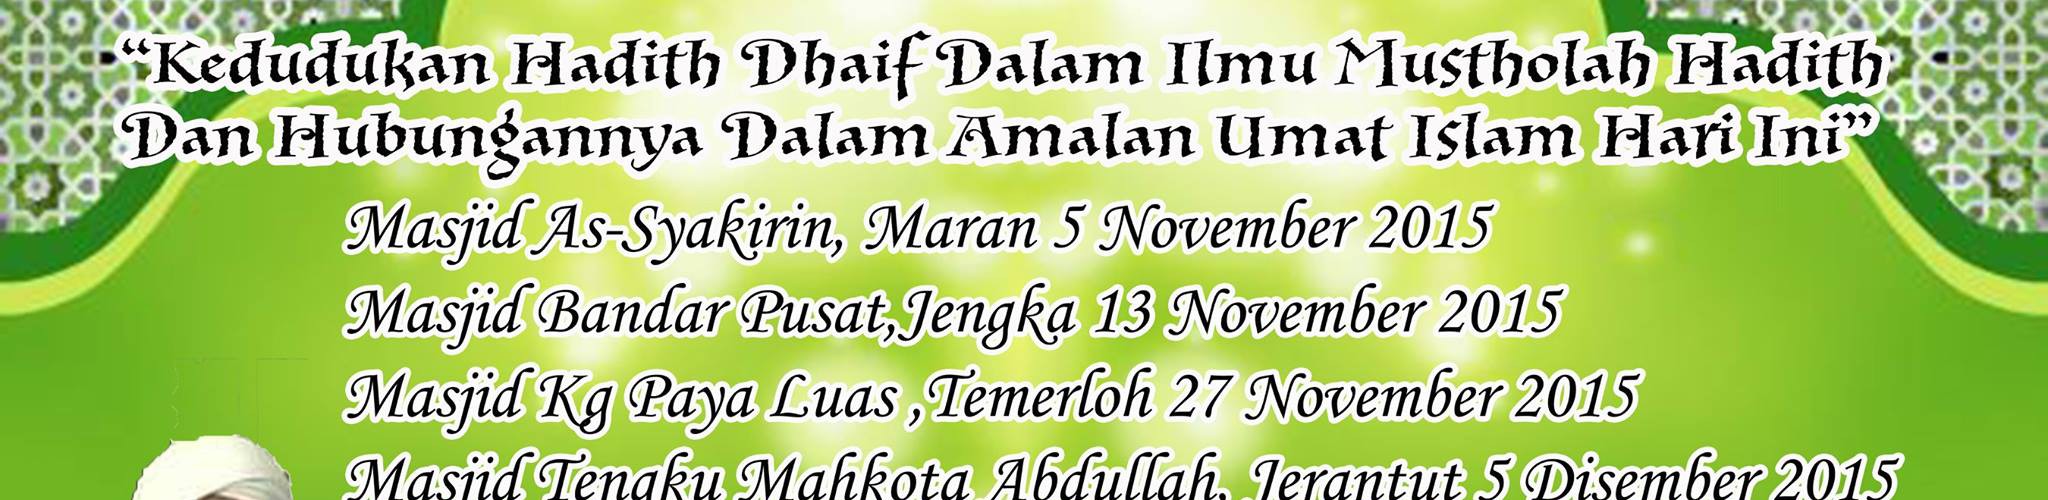 “Kedudukan Hadith Dhaif Dalam Ilmu Mustholah Hadith
Dan Hubungannya Dalam Amalan Umat Islam Hari Ini”
Masjid As-Syakirin, Maran 5 November 2015
Masjid Bandar Pusat,Jengka 13 November 2015
Masjid Kg Paya Luas ,Temerloh 27 November 2015
Masjid Tengku Mahkota Abdullah, Jerantut 5 Disember 2015